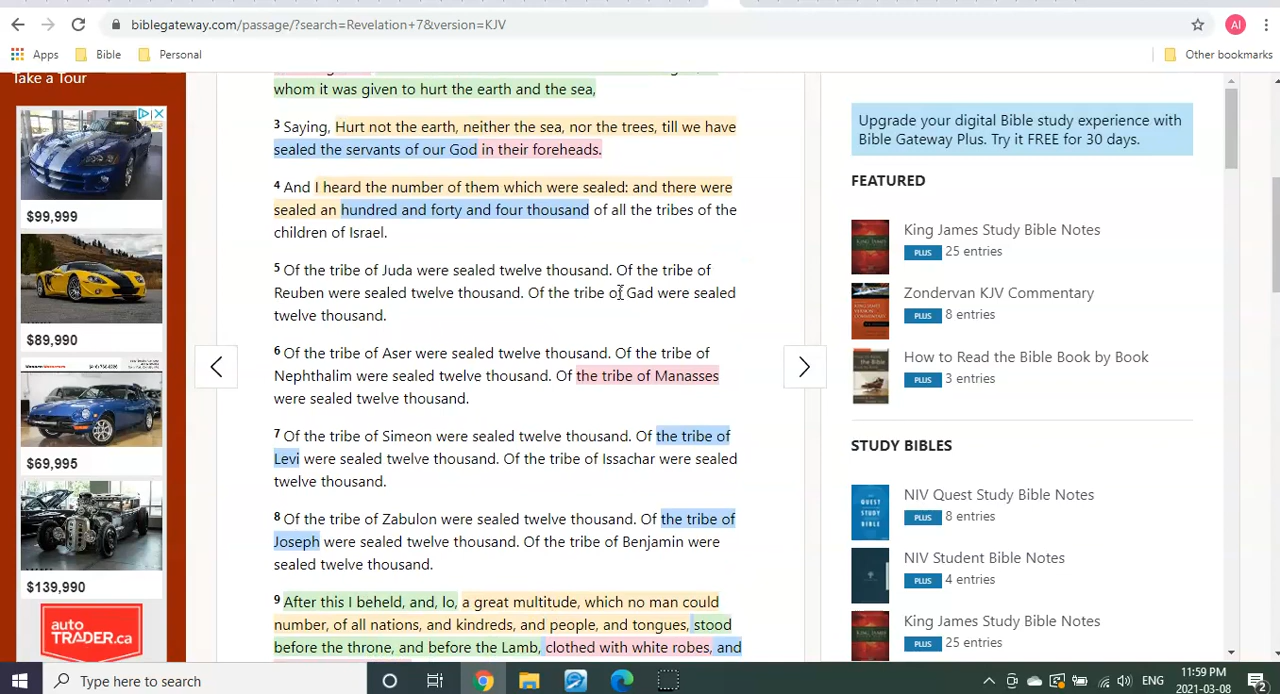 biblegateway.com/passage/?search=Revelation+7&version=KJV
AI
Apps Bible Personal Other bookmarks
Take a Tour
$99,999
$89,990
$69,995
$139,990
auto
TRADER.ca
whom it was given to hurt the earth and the sea,
3 Saying, Hurt not the earth, neither the sea, nor the trees, till we have
sealed the servants of our God in their foreheads.
4 And I heard the number of them which were sealed: and there were
sealed an hundred and forty and four thousand of all the tribes of the
children of Israel.
5 Of the tribe of Juda were sealed twelve thousand. Of the tribe of
Reuben were sealed twelve thousand. Of the tribe of Gad were sealed
twelve thousand.
6 Of the tribe of Aser were sealed twelve thousand. Of the tribe of
Nephthalim were sealed twelve thousand. Of the tribe of Manasses
were sealed twelve thousand.
7 Of the tribe of Simeon were sealed twelve thousand. Of the tribe of
Levi were sealed twelve thousand. Of the tribe of Issachar were sealed
twelve thousand.
8 Of the tribe of Zabulon were sealed twelve thousand. Of the tribe of
Joseph were sealed twelve thousand. Of the tribe of Benjamin were
sealed twelve thousand.
9 After this I beheld, and, lo, a great multitude, which no man could
number, of all nations, and kindreds, and people, and tongues, stood
before the throne, and before the Lamb, clothed with white robes, and
Upgrade your digital Bible study experience with
Bible Gateway Plus. Try it FREE for 30 days.
FEATURED
King James Study Bible Notes
PLUS 25 entries
Zondervan KJV Commentary
PLUS 8 entries
How to Read the Bible Book by Book
PLUS 3 entries
STUDY BIBLES
NIV Quest Study Bible Notes
PLUS 8 entries
NIV Student Bible Notes
PLUS 4 entries
King James Study Bible Notes
PLUS 25 entries
Type here to search
ENG
11:59 PM
2021-03-08
2